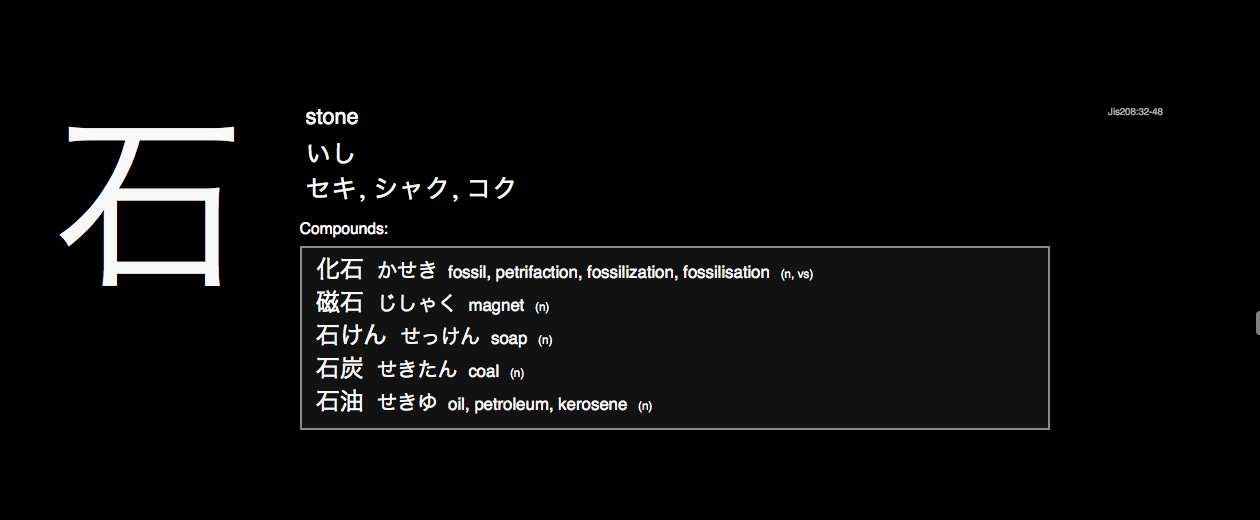 石
stone
Jis208:32-48
いし
セキ, シャク, コク
Compounds:
化石 かせき fossil, petrifaction, fossilization, fossilisation (n, vs)
磁石 じしゃく magnet (n)
石けん せっけん soap (n)
石炭 せきたん coal (n)
石油 せきゆ oil, petroleum, kerosene (n)